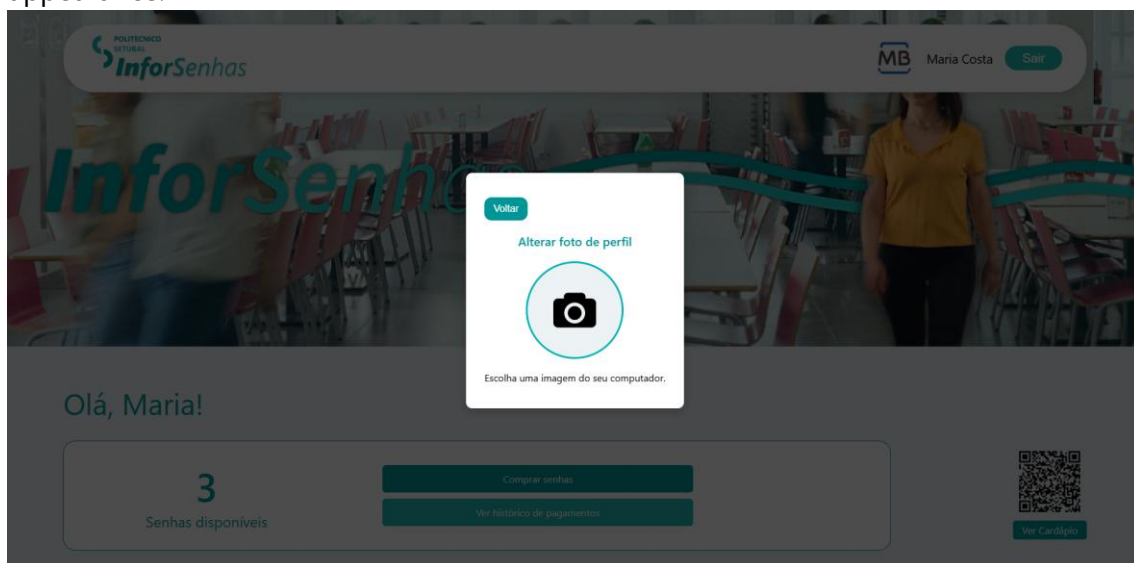 POLITÉCNICO
SETÚBAL
InforSenhas
MB
Maria Costa
Sair
InforSenhas
Voltar
Alterar foto de perfil
Escolha uma imagem do seu computador.
Olá, Maria!
3
Senhas disponíveis
Comprar senhas
Ver histórico de pagamentos
Ver Cardápio